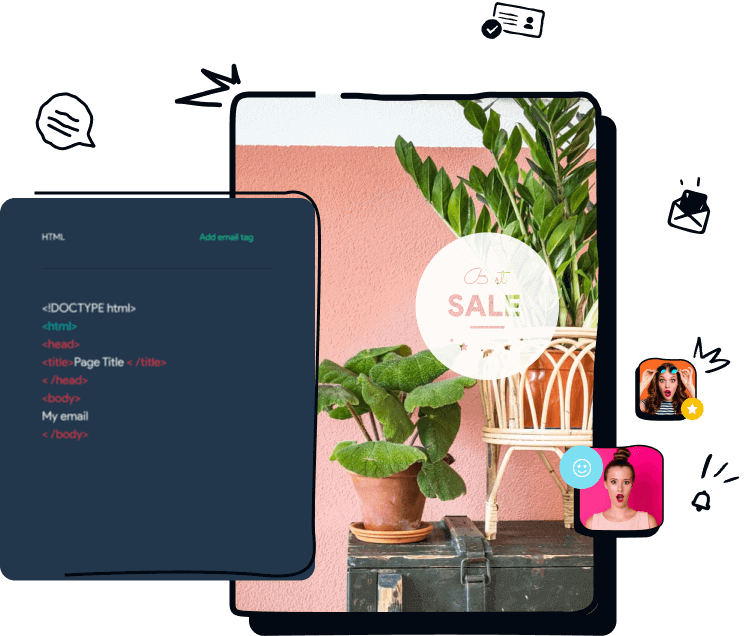 HTML
Add email tag
<!DOCTYPE html>
<html>
<head>
<title>Page Title < /title>
< /head>
<body>
My email
< /body>
Best
SALE